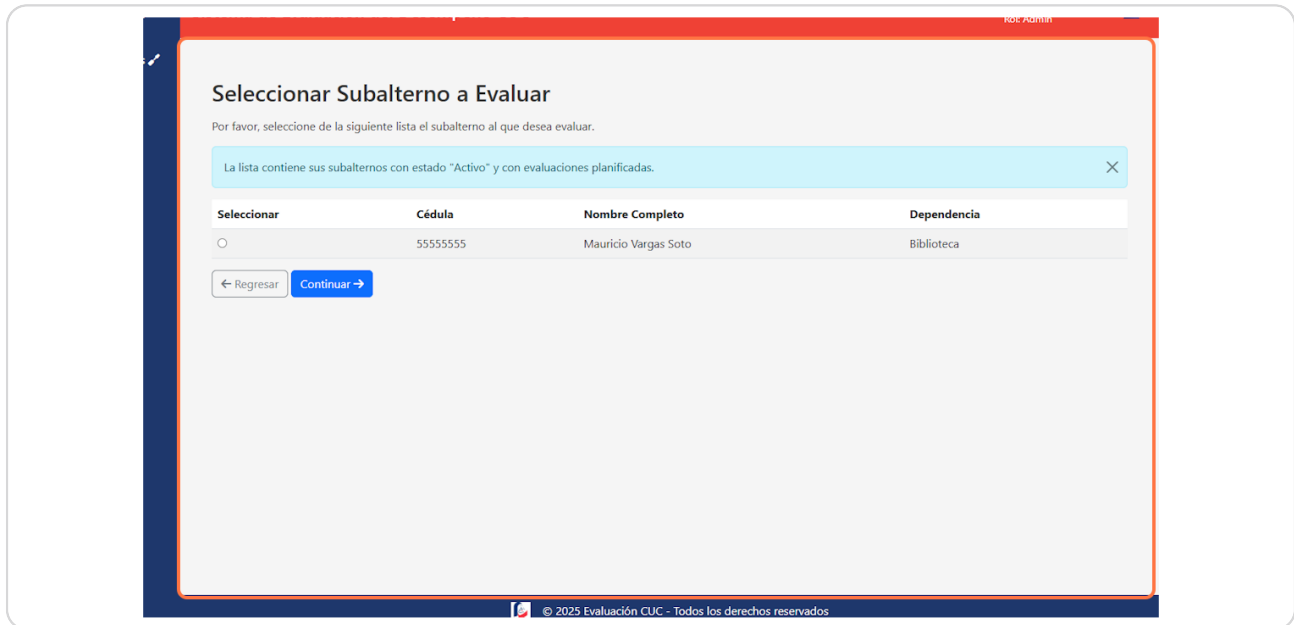 Rol: Admin
Seleccionar Subalterno a Evaluar
Por favor, seleccione de la siguiente lista el subalterno al que desea evaluar.
La lista contiene sus subalternos con estado "Activo" y con evaluaciones planificadas.
Seleccionar Cédula Nombre Completo Dependencia
55555555 Mauricio Vargas Soto Biblioteca
← Regresar Continuar →
© 2025 Evaluación CUC - Todos los derechos reservados